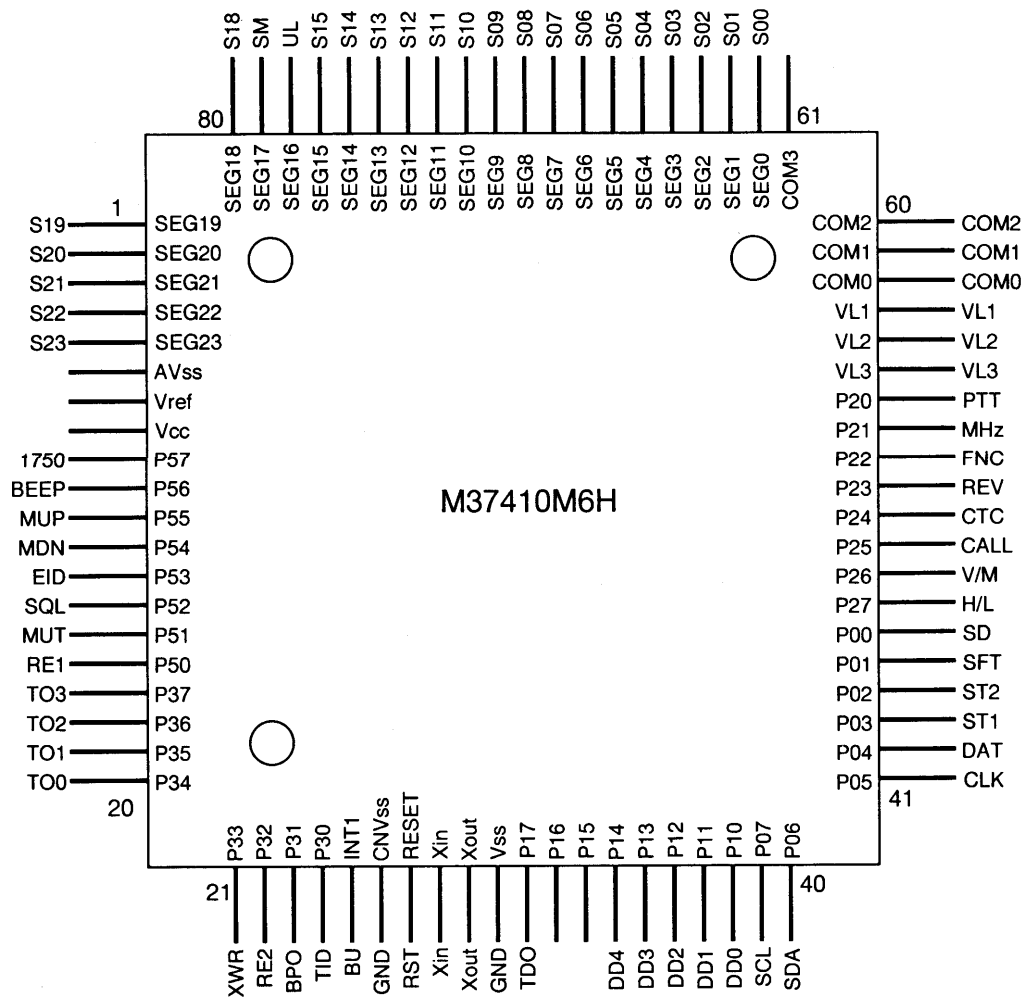 S18 SM UL S15 S14 S13 S12 S11 S10 S09 S08 S07 S06 S05 S04 S03 S02 S01 S00
80 61
SEG18 SEG17 SEG16 SEG15 SEG14 SEG13 SEG12 SEG11 SEG10 SEG9 SEG8 SEG7 SEG6 SEG5 SEG4 SEG3 SEG2 SEG1 SEG0 COM3
1 60
S19 SEG19 COM2 COM2
S20 SEG20 COM1 COM1
S21 SEG21 COM0 COM0
S22 SEG22 VL1 VL1
S23 SEG23 VL2 VL2
AVss VL3 VL3
Vref P20 PTT
Vcc P21 MHz
1750 P57 P22 FNC
BEEP P56 P23 REV
M37410M6H
MUP P55 P24 CTC
MDN P54 P25 CALL
EID P53 P26 V/M
SQL P52 P27 H/L
MUT P51 P00 SD
RE1 P50 P01 SFT
TO3 P37 P02 ST2
TO2 P36 P03 ST1
TO1 P35 P04 DAT
TO0 P34 P05 CLK
20 41
P33 P32 P31 P30 INT1 CNVss RESET Xin Xout Vss P17 P16 P15 P14 P13 P12 P11 P10 P07 P06
21 40
XWR RE2 BPO TID BU GND RST Xin Xout GND TDO DD4 DD3 DD2 DD1 DD0 SCL SDA